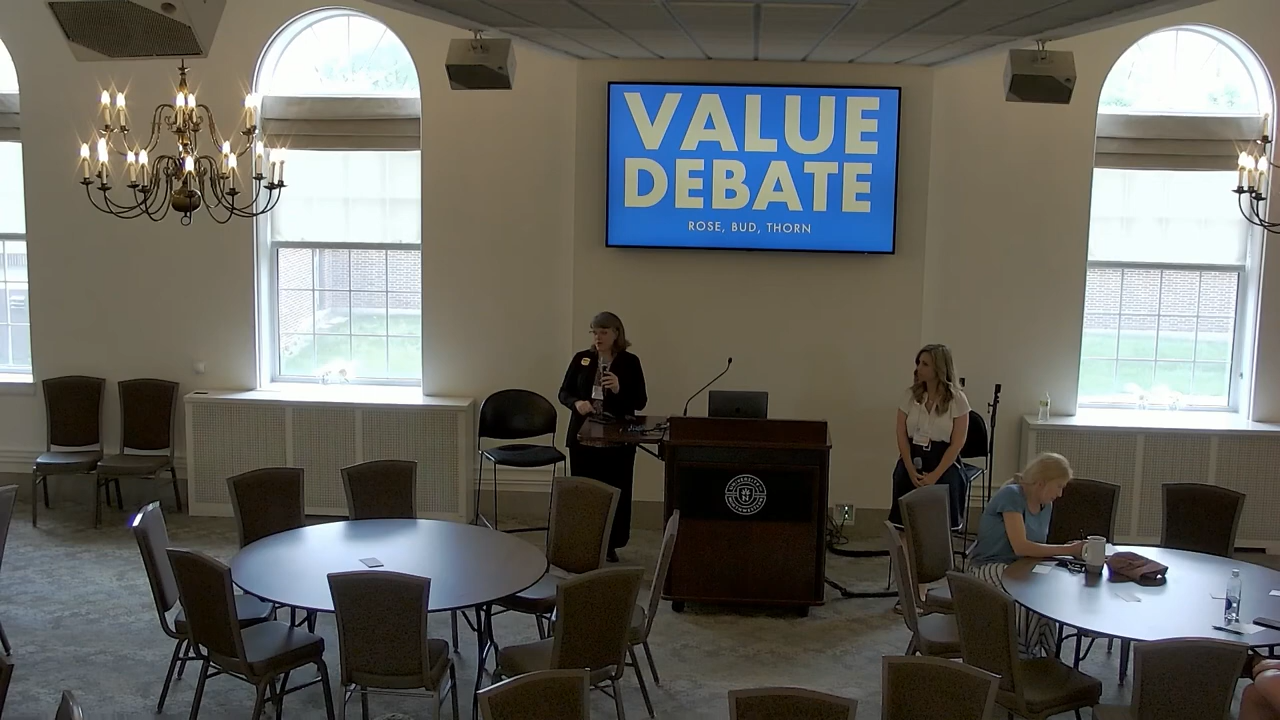 VALUE
DEBATE
ROSE, BUD, THORN